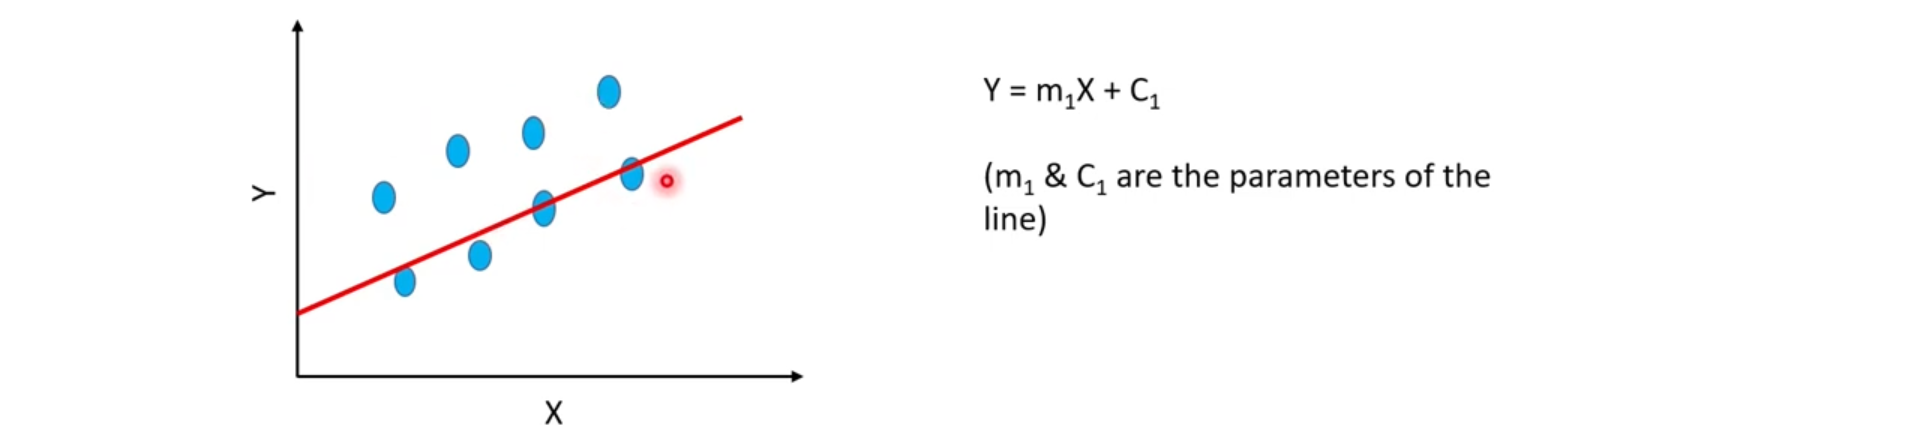 Y
X
Y = m₁X + C₁
(m₁ & C₁ are the parameters of the
line)